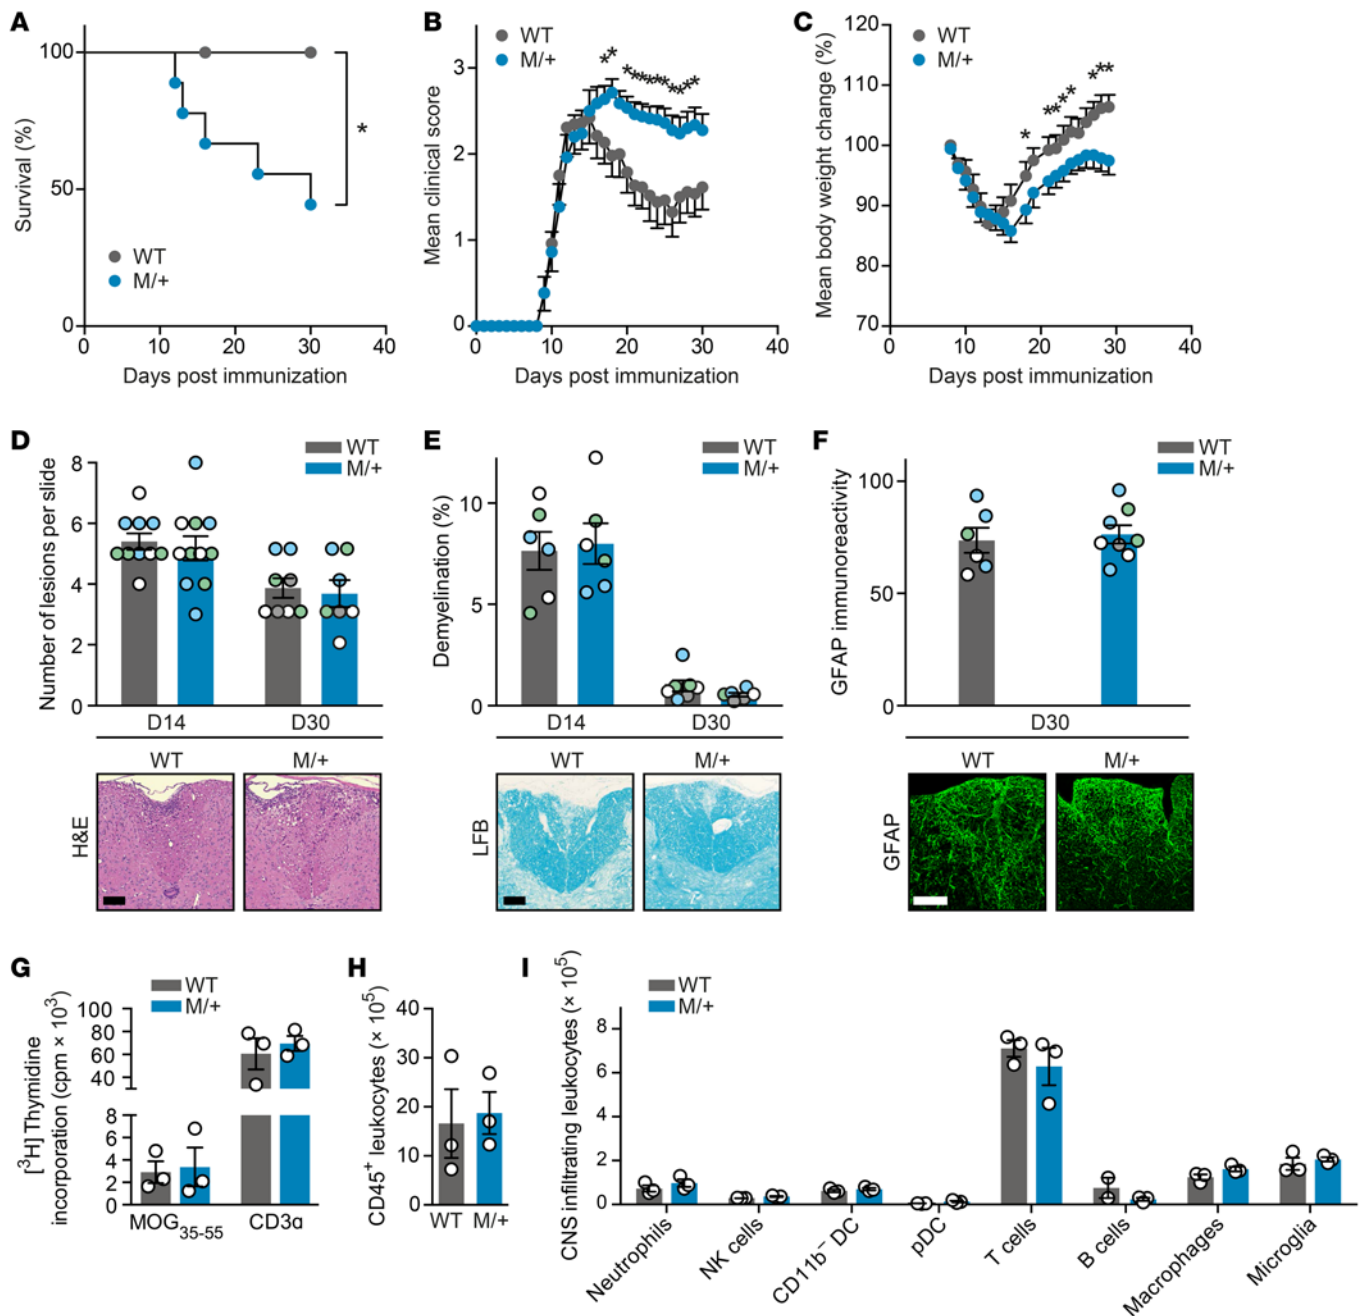 A
Survival (%)
100
50
0
WT
M/+
*
0 10 20 30 40
Days post immunization
B
Mean clinical score
3
2
1
0
WT
M/+
* * * * * * * * * * * *
0 10 20 30 40
Days post immunization
C
Mean body weight change (%)
120
110
100
90
80
70
WT
M/+
* * * * * * * *
0 10 20 30 40
Days post immunization
D
Number of lesions per slide
8
6
4
2
0
WT
M/+
D14 D30
WT M/+
H&E
E
Demyelination (%)
10
5
0
WT
M/+
D14 D30
WT M/+
LFB
F
GFAP immunoreactivity
100
50
0
WT
M/+
D30
WT M/+
GFAP
G
[³H] Thymidine
incorporation (cpm × 10³)
WT
M/+
100
80
60
40
8
6
4
2
0
MOG₃₅₋₅₅ CD3α
H
CD45⁺ leukocytes (× 10⁵)
40
30
20
10
0
WT M/+
I
CNS infiltrating leukocytes (× 10⁵)
WT
M/+
8
6
4
2
0
Neutrophils
NK cells
CD11b⁻ DC
pDC
T cells
B cells
Macrophages
Microglia